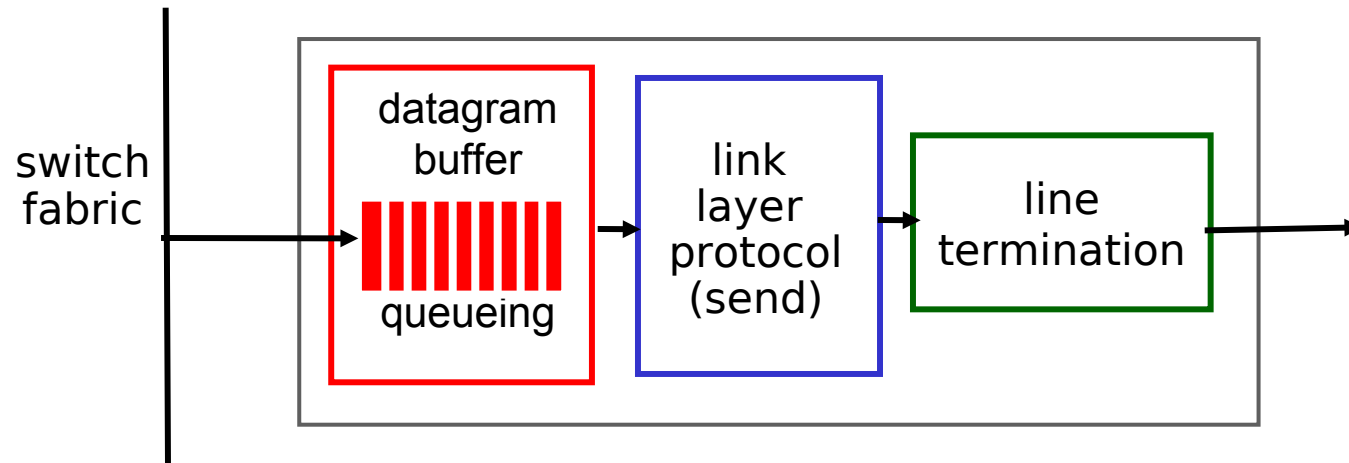 switch
fabric
datagram
buffer
queueing
link
layer
protocol
(send)
line
termination